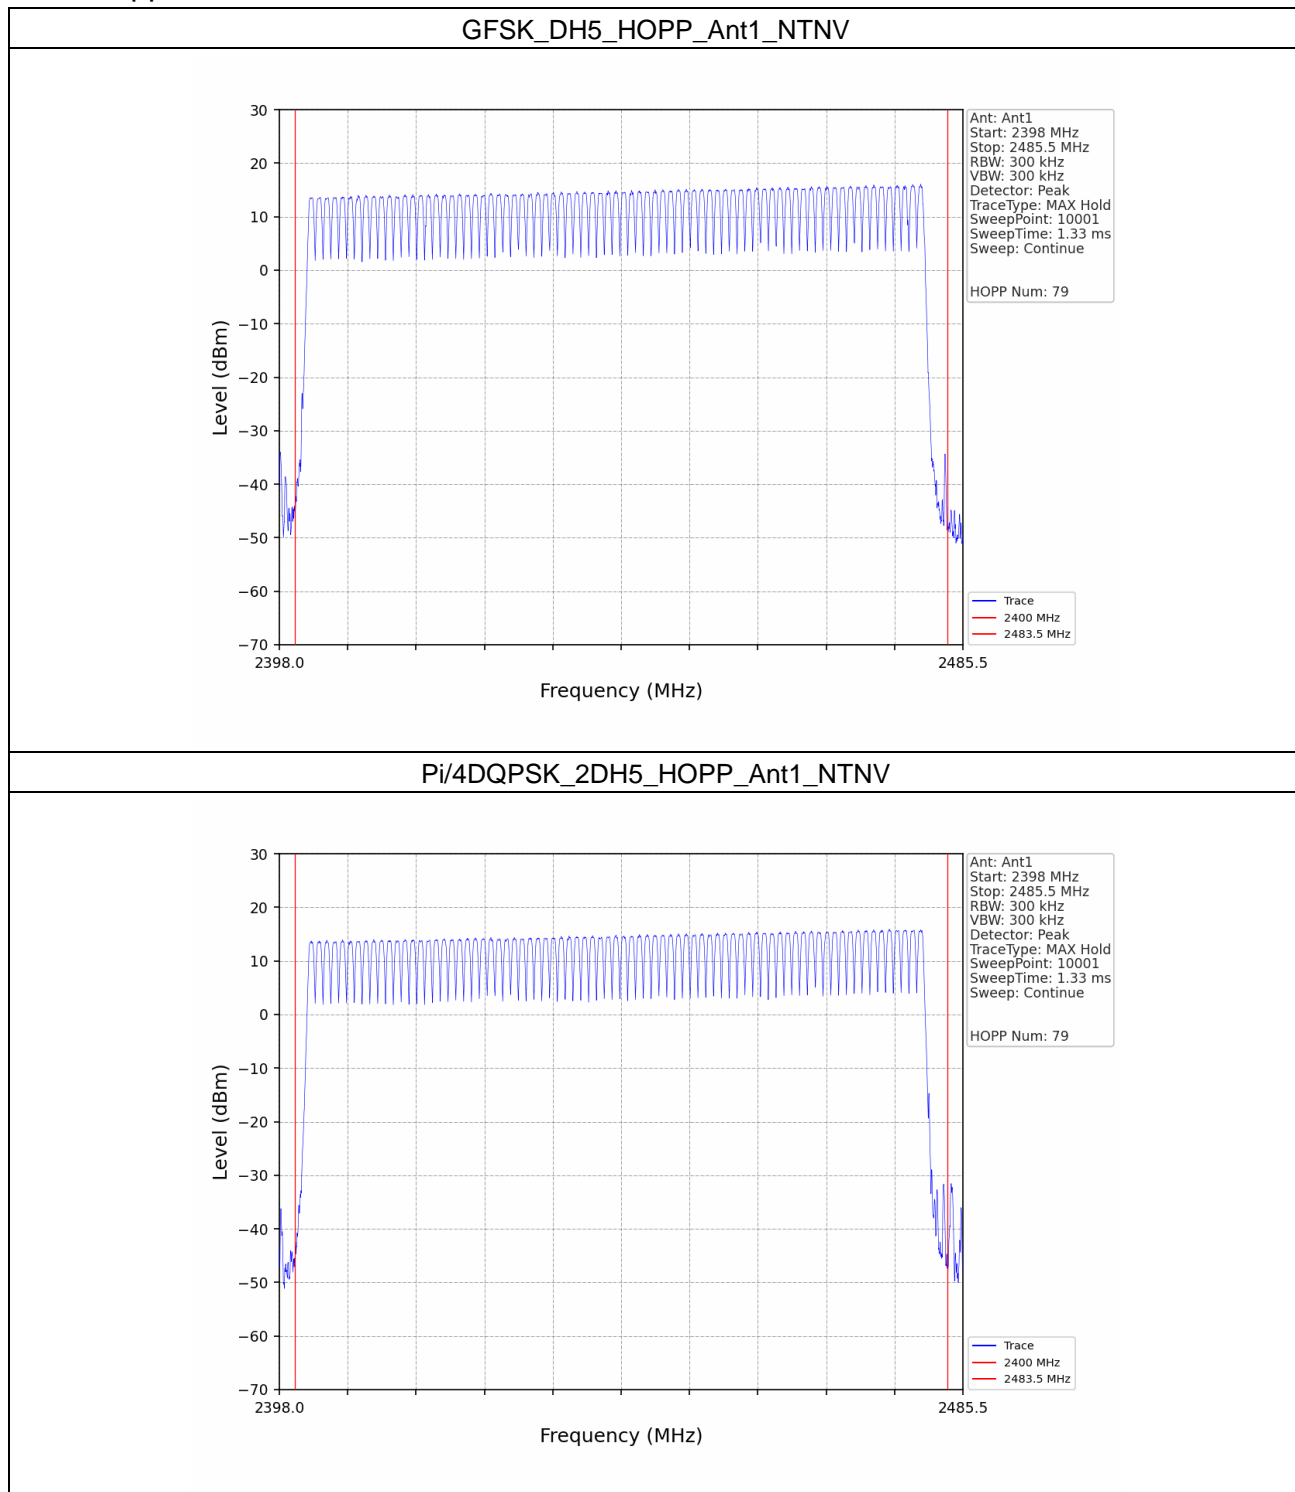 GFSK_DH5_HOPP_Ant1_NTNV
30
20
10
0
−10
−20
−30
−40
−50
−60
−70
Level (dBm)
2398.0
2485.5
Frequency (MHz)
Ant: Ant1
Start: 2398 MHz
Stop: 2485.5 MHz
RBW: 300 kHz
VBW: 300 kHz
Detector: Peak
TraceType: MAX Hold
SweepPoint: 10001
SweepTime: 1.33 ms
Sweep: Continue
HOPP Num: 79
Trace
2400 MHz
2483.5 MHz
Pi/4DQPSK_2DH5_HOPP_Ant1_NTNV
30
20
10
0
−10
−20
−30
−40
−50
−60
−70
Level (dBm)
2398.0
2485.5
Frequency (MHz)
Ant: Ant1
Start: 2398 MHz
Stop: 2485.5 MHz
RBW: 300 kHz
VBW: 300 kHz
Detector: Peak
TraceType: MAX Hold
SweepPoint: 10001
SweepTime: 1.33 ms
Sweep: Continue
HOPP Num: 79
Trace
2400 MHz
2483.5 MHz